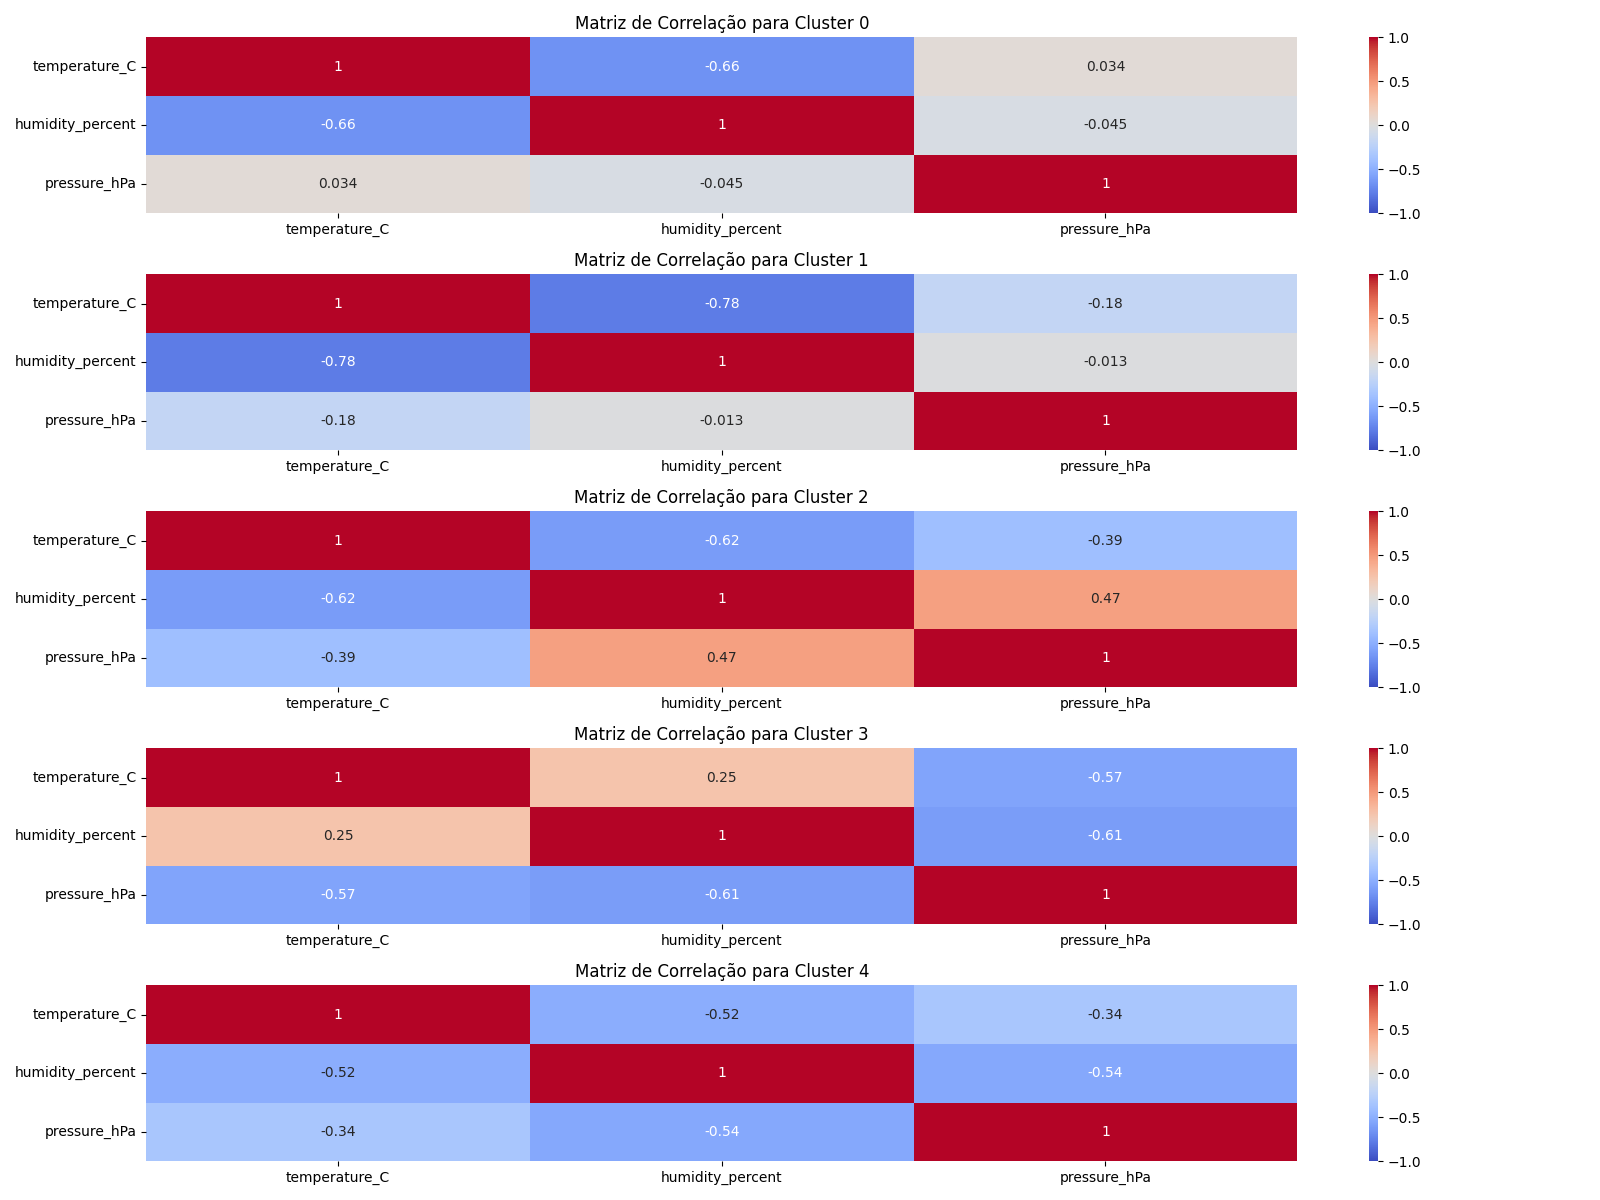 Matriz de Correlação para Cluster 0
temperature_C 1 -0.66 0.034
humidity_percent -0.66 1 -0.045
pressure_hPa 0.034 -0.045 1
temperature_C humidity_percent pressure_hPa
1.0
0.5
0.0
−0.5
−1.0
Matriz de Correlação para Cluster 1
temperature_C 1 -0.78 -0.18
humidity_percent -0.78 1 -0.013
pressure_hPa -0.18 -0.013 1
temperature_C humidity_percent pressure_hPa
1.0
0.5
0.0
−0.5
−1.0
Matriz de Correlação para Cluster 2
temperature_C 1 -0.62 -0.39
humidity_percent -0.62 1 0.47
pressure_hPa -0.39 0.47 1
temperature_C humidity_percent pressure_hPa
1.0
0.5
0.0
−0.5
−1.0
Matriz de Correlação para Cluster 3
temperature_C 1 0.25 -0.57
humidity_percent 0.25 1 -0.61
pressure_hPa -0.57 -0.61 1
temperature_C humidity_percent pressure_hPa
1.0
0.5
0.0
−0.5
−1.0
Matriz de Correlação para Cluster 4
temperature_C 1 -0.52 -0.34
humidity_percent -0.52 1 -0.54
pressure_hPa -0.34 -0.54 1
temperature_C humidity_percent pressure_hPa
1.0
0.5
0.0
−0.5
−1.0